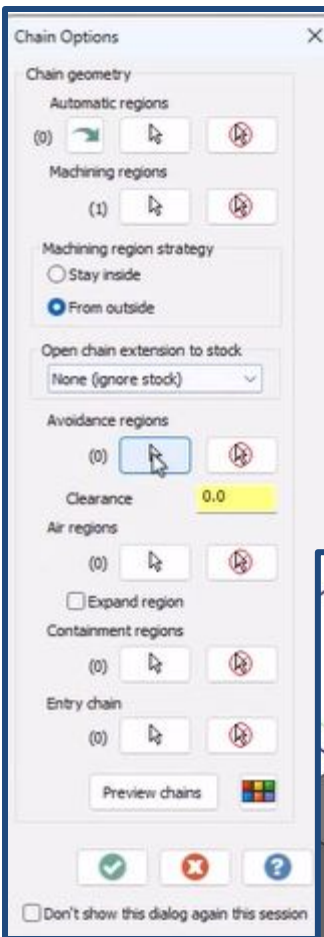 Chain Options
Chain geometry
Automatic regions
(0)
Machining regions
(1)
Machining region strategy
Stay inside
From outside
Open chain extension to stock
None (ignore stock)
Avoidance regions
(0)
Clearance 0.0
Air regions
(0)
Expand region
Containment regions
(0)
Entry chain
(0)
Preview chains
?
Don't show this dialog again this session